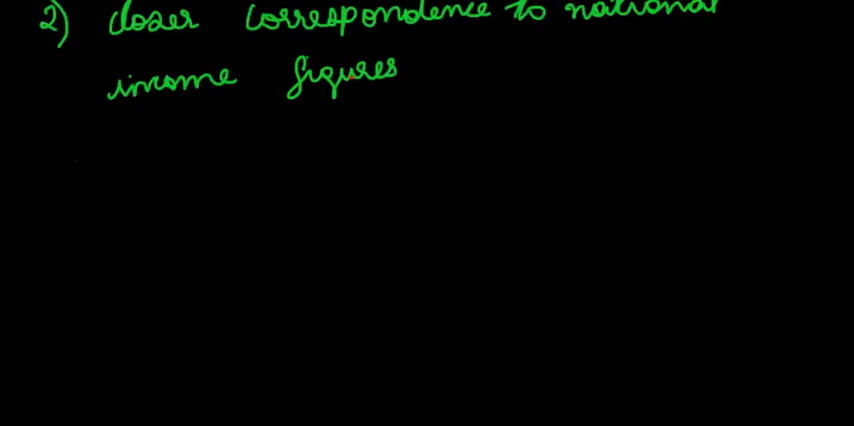 2) closer correspondence to national
income figures